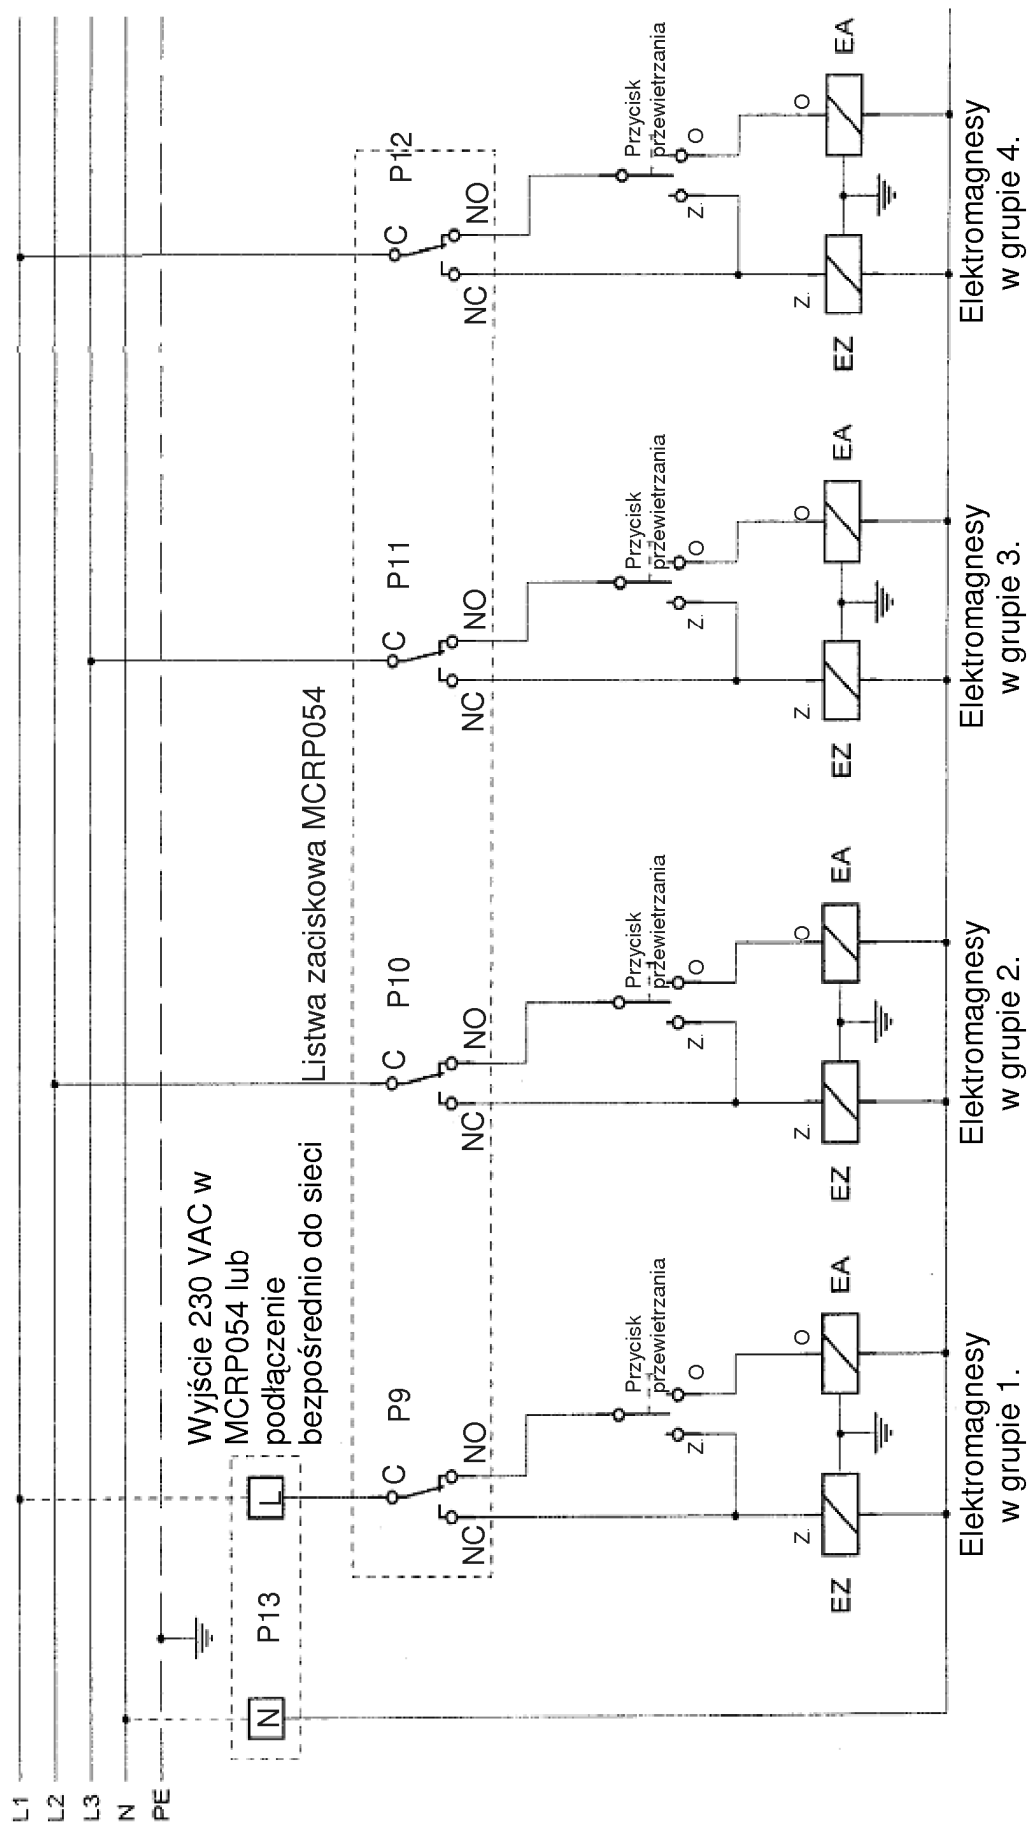 L1
L2
L3
N
PE
N
P13
L
Wyjście 230 VAC w
MCRP054 lub
podłączenie
bezpośrednio do sieci
Listwa zaciskowa MCRP054
P9
C
NC
NO
Przycisk
przewietrzania
Z.
O
Z.
O
EZ
EA
Elektromagnesy
w grupie 1.
P10
C
NC
NO
Przycisk
przewietrzania
Z.
O
Z.
O
EZ
EA
Elektromagnesy
w grupie 2.
P11
C
NC
NO
Przycisk
przewietrzania
Z.
O
Z.
O
EZ
EA
Elektromagnesy
w grupie 3.
P12
C
NC
NO
Przycisk
przewietrzania
Z.
O
Z.
O
EZ
EA
Elektromagnesy
w grupie 4.